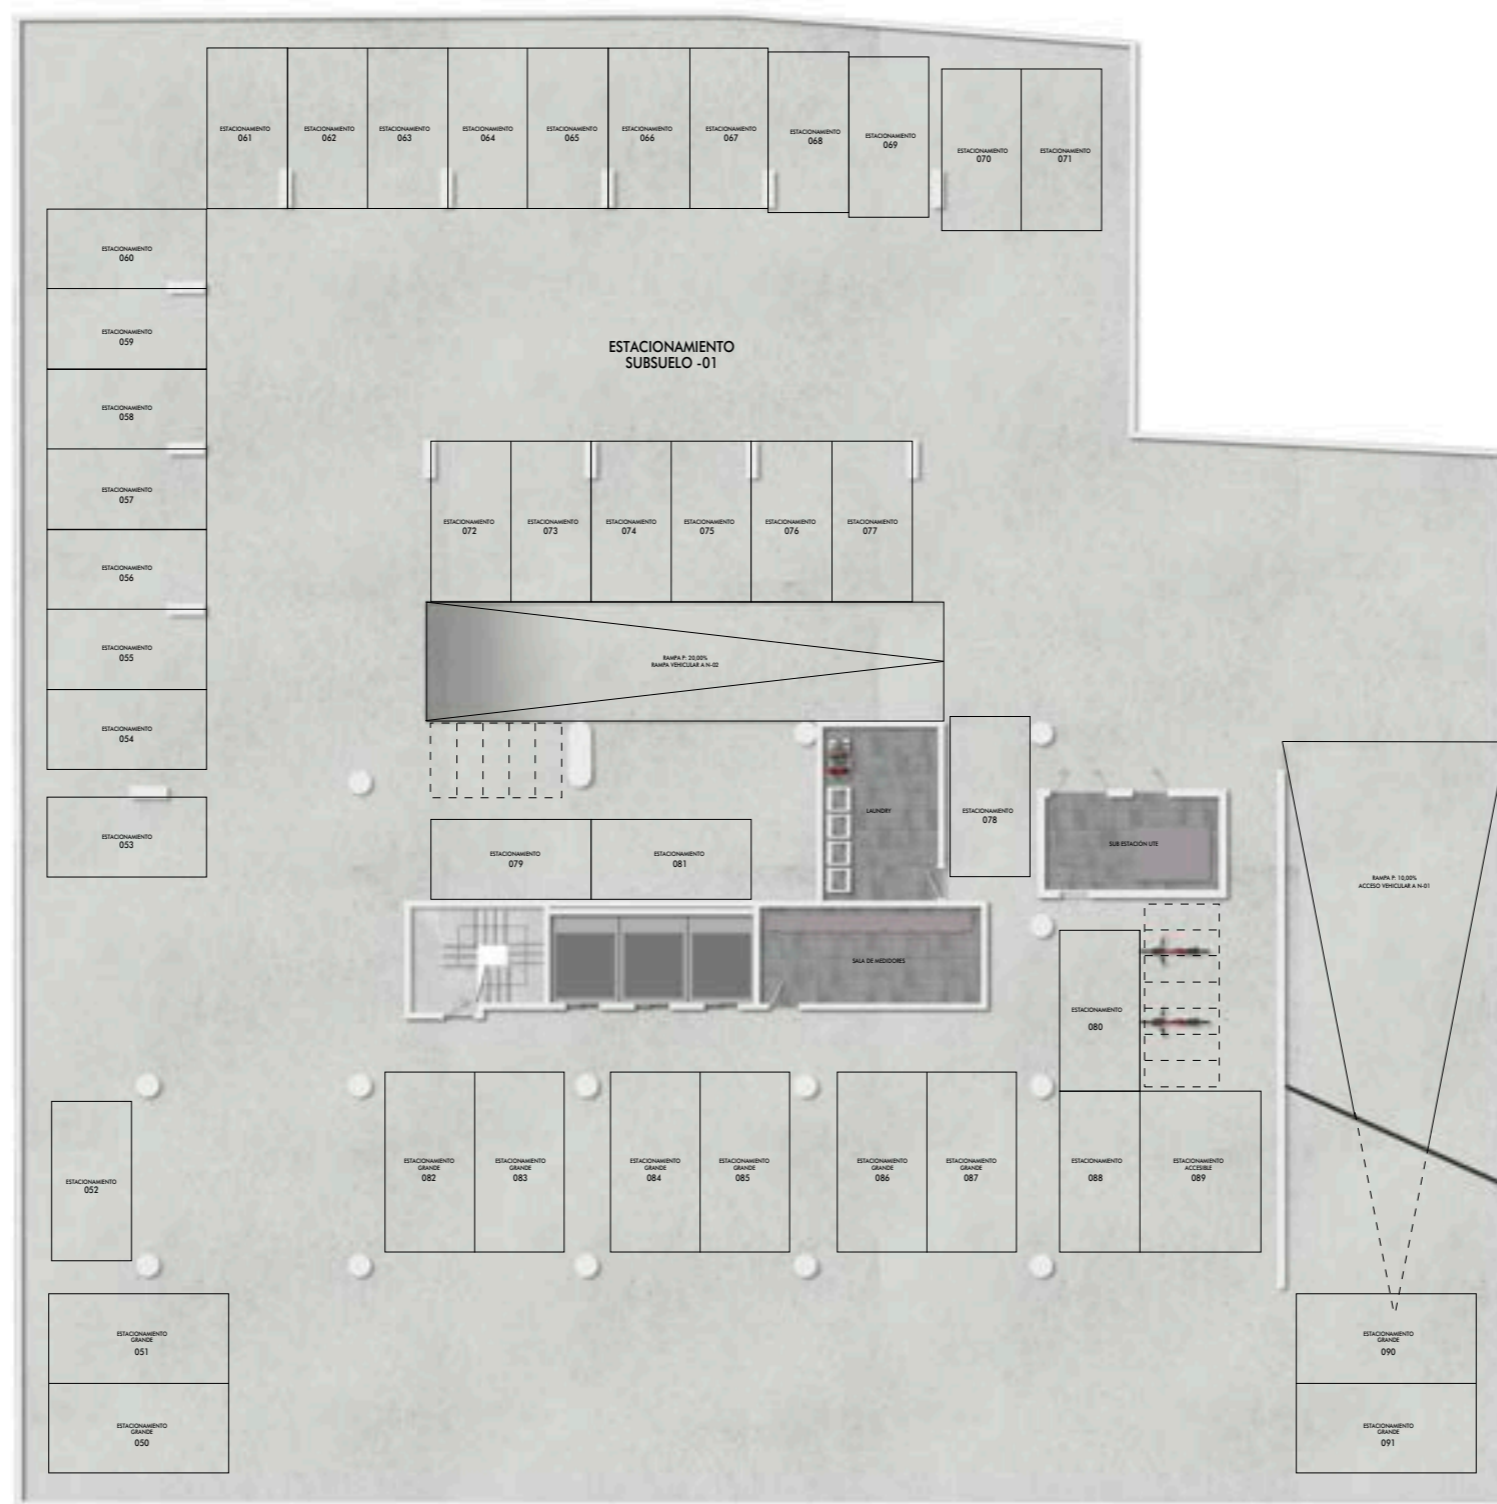 ESTACIONAMIENTO
061
ESTACIONAMIENTO
062
ESTACIONAMIENTO
063
ESTACIONAMIENTO
064
ESTACIONAMIENTO
065
ESTACIONAMIENTO
066
ESTACIONAMIENTO
067
ESTACIONAMIENTO
068
ESTACIONAMIENTO
069
ESTACIONAMIENTO
070
ESTACIONAMIENTO
071
ESTACIONAMIENTO
060
ESTACIONAMIENTO
059
ESTACIONAMIENTO
SUBSUELO -01
ESTACIONAMIENTO
058
ESTACIONAMIENTO
057
ESTACIONAMIENTO
072
ESTACIONAMIENTO
073
ESTACIONAMIENTO
074
ESTACIONAMIENTO
075
ESTACIONAMIENTO
076
ESTACIONAMIENTO
077
ESTACIONAMIENTO
056
ESTACIONAMIENTO
055
RAMPA P: 20,00%
RAMPA VEHICULAR A N-02
ESTACIONAMIENTO
054
ESTACIONAMIENTO
053
LAUNDRY
ESTACIONAMIENTO
078
SUB ESTACIÓN UTE
ESTACIONAMIENTO
079
ESTACIONAMIENTO
081
RAMPA P: 10,00%
ACCESO VEHICULAR A N-01
SALA DE MEDIDORES
ESTACIONAMIENTO
080
ESTACIONAMIENTO
052
ESTACIONAMIENTO
GRANDE
082
ESTACIONAMIENTO
GRANDE
083
ESTACIONAMIENTO
GRANDE
084
ESTACIONAMIENTO
GRANDE
085
ESTACIONAMIENTO
GRANDE
086
ESTACIONAMIENTO
GRANDE
087
ESTACIONAMIENTO
088
ESTACIONAMIENTO
ACCESIBLE
089
ESTACIONAMIENTO
GRANDE
051
ESTACIONAMIENTO
GRANDE
090
ESTACIONAMIENTO
GRANDE
050
ESTACIONAMIENTO
GRANDE
091